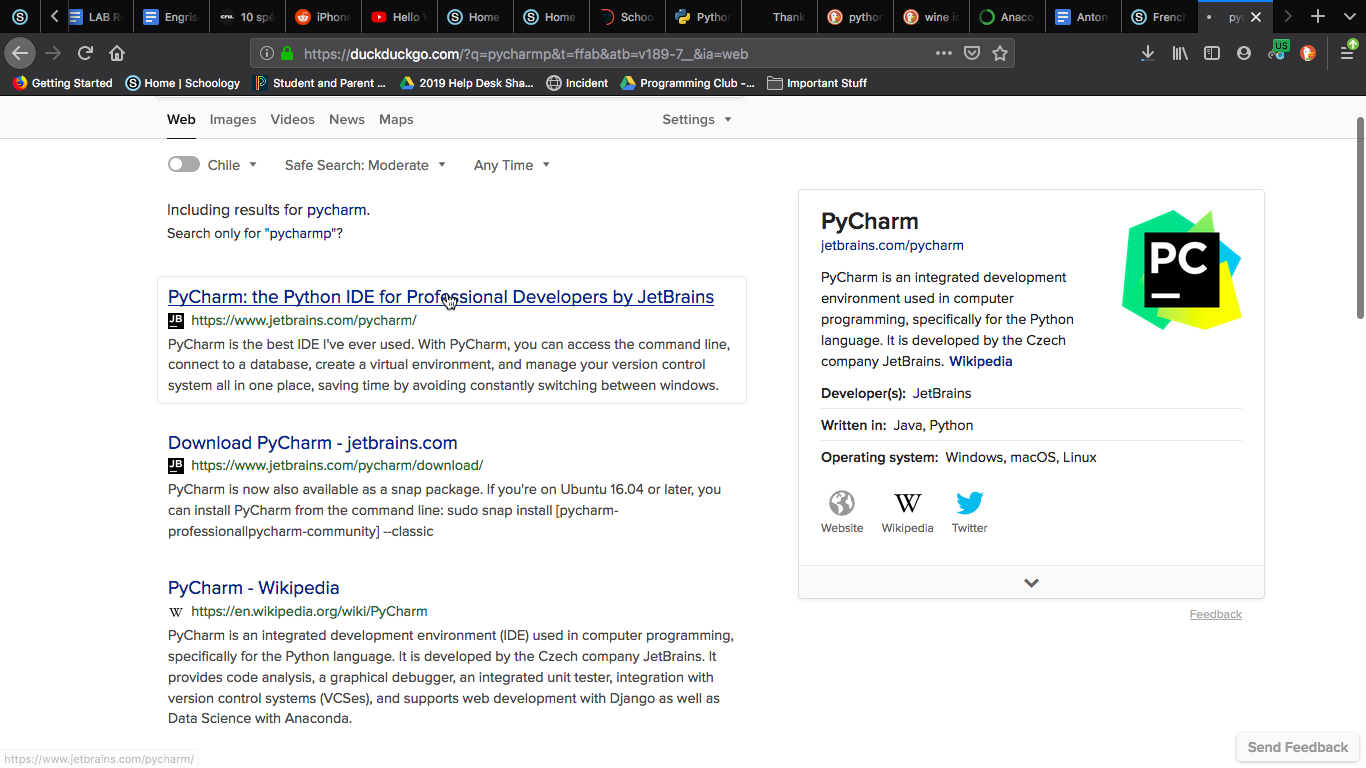 LAB Re
Engris
cnu. 10 spé
iPhone
Hello
Home
Home
Schoo
Python
Thank
python
wine is
Anaco
Anton
French
pyc
https://duckduckgo.com/?q=pycharmp&t=ffab&atb=v189-7__&ia=web
US
Getting Started
Home | Schoology
Student and Parent ...
2019 Help Desk Sha...
Incident
Programming Club -...
Important Stuff
Web Images Videos News Maps Settings
Chile Safe Search: Moderate Any Time
Including results for pycharm.
Search only for "pycharmp"?
PyCharm: the Python IDE for Professional Developers by JetBrains
JB https://www.jetbrains.com/pycharm/
PyCharm is the best IDE I've ever used. With PyCharm, you can access the command line,
connect to a database, create a virtual environment, and manage your version control
system all in one place, saving time by avoiding constantly switching between windows.
Download PyCharm - jetbrains.com
JB https://www.jetbrains.com/pycharm/download/
PyCharm is now also available as a snap package. If you're on Ubuntu 16.04 or later, you
can install PyCharm from the command line: sudo snap install [pycharm-
professional|pycharm-community] --classic
PyCharm - Wikipedia
W https://en.wikipedia.org/wiki/PyCharm
PyCharm is an integrated development environment (IDE) used in computer programming,
specifically for the Python language. It is developed by the Czech company JetBrains. It
provides code analysis, a graphical debugger, an integrated unit tester, integration with
version control systems (VCSes), and supports web development with Django as well as
Data Science with Anaconda.
PyCharm
jetbrains.com/pycharm
PC
PyCharm is an integrated development
environment used in computer
programming, specifically for the Python
language. It is developed by the Czech
company JetBrains. Wikipedia
Developer(s): JetBrains
Written in: Java, Python
Operating system: Windows, macOS, Linux
W
Website Wikipedia Twitter
Feedback
Send Feedback
https://www.jetbrains.com/pycharm/